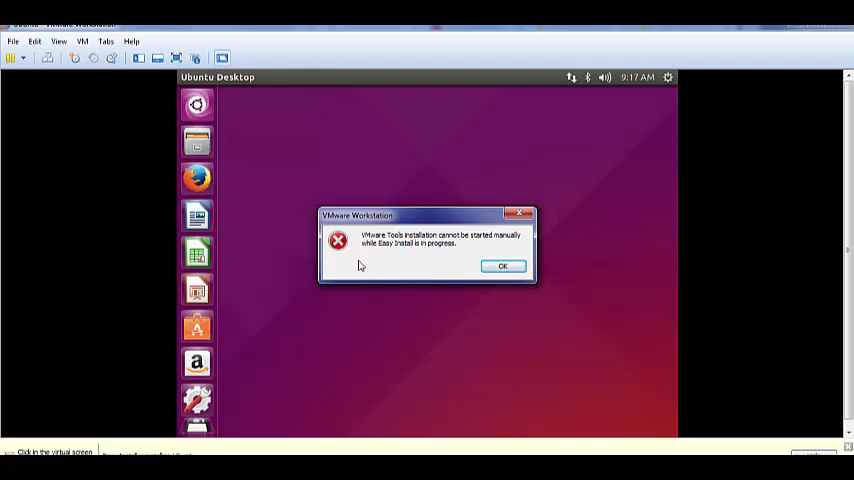 Ubuntu - VMware Workstation
File Edit View VM Tabs Help
Ubuntu Desktop 9:17 AM
VMware Workstation
VMware Tools installation cannot be started manually
while Easy Install is in progress.
OK
Click in the virtual screen